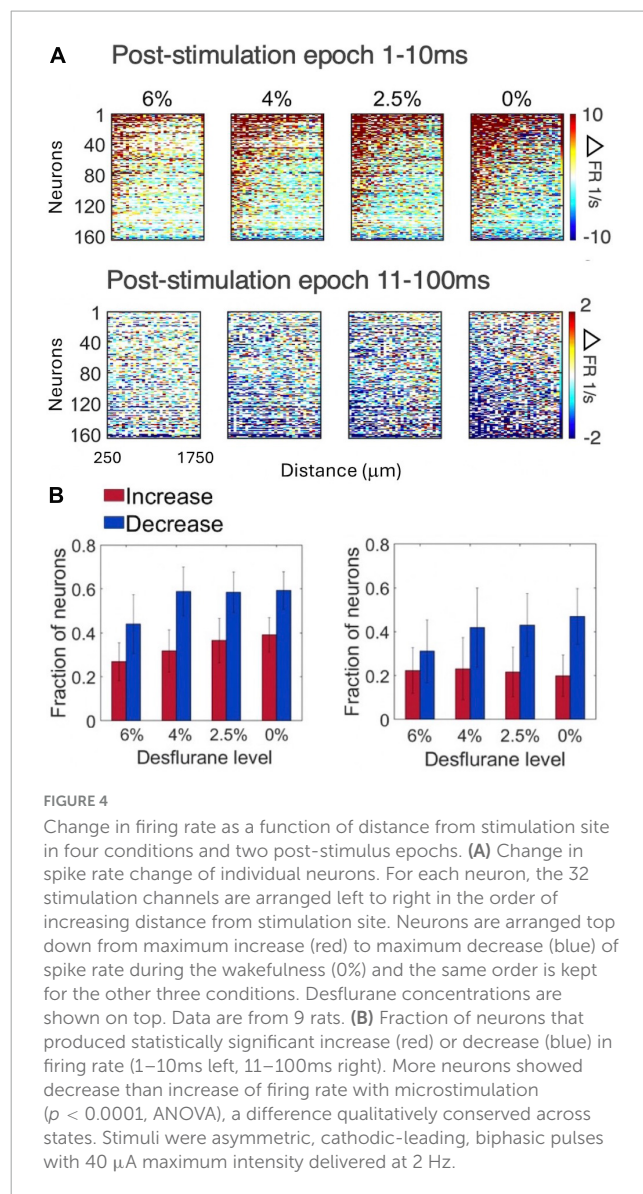 A Post-stimulation epoch 1-10ms
6% 4% 2.5% 0%
Neurons
1
40
80
120
160
10
Δ FR 1/s
-10
Post-stimulation epoch 11-100ms
Neurons
1
40
80
120
160
2
Δ FR 1/s
-2
250 1750
Distance (μm)
B
Increase
Decrease
Fraction of neurons
0.8
0.6
0.4
0.2
0
6% 4% 2.5% 0%
Desflurane level
Fraction of neurons
0.8
0.6
0.4
0.2
0
6% 4% 2.5% 0%
Desflurane level
FIGURE 4
Change in firing rate as a function of distance from stimulation site
in four conditions and two post-stimulus epochs. (A) Change in
spike rate change of individual neurons. For each neuron, the 32
stimulation channels are arranged left to right in the order of
increasing distance from stimulation site. Neurons are arranged top
down from maximum increase (red) to maximum decrease (blue) of
spike rate during the wakefulness (0%) and the same order is kept
for the other three conditions. Desflurane concentrations are
shown on top. Data are from 9 rats. (B) Fraction of neurons that
produced statistically significant increase (red) or decrease (blue) in
firing rate (1–10ms left, 11–100ms right). More neurons showed
decrease than increase of firing rate with microstimulation
(p < 0.0001, ANOVA), a difference qualitatively conserved across
states. Stimuli were asymmetric, cathodic-leading, biphasic pulses
with 40 μA maximum intensity delivered at 2 Hz.